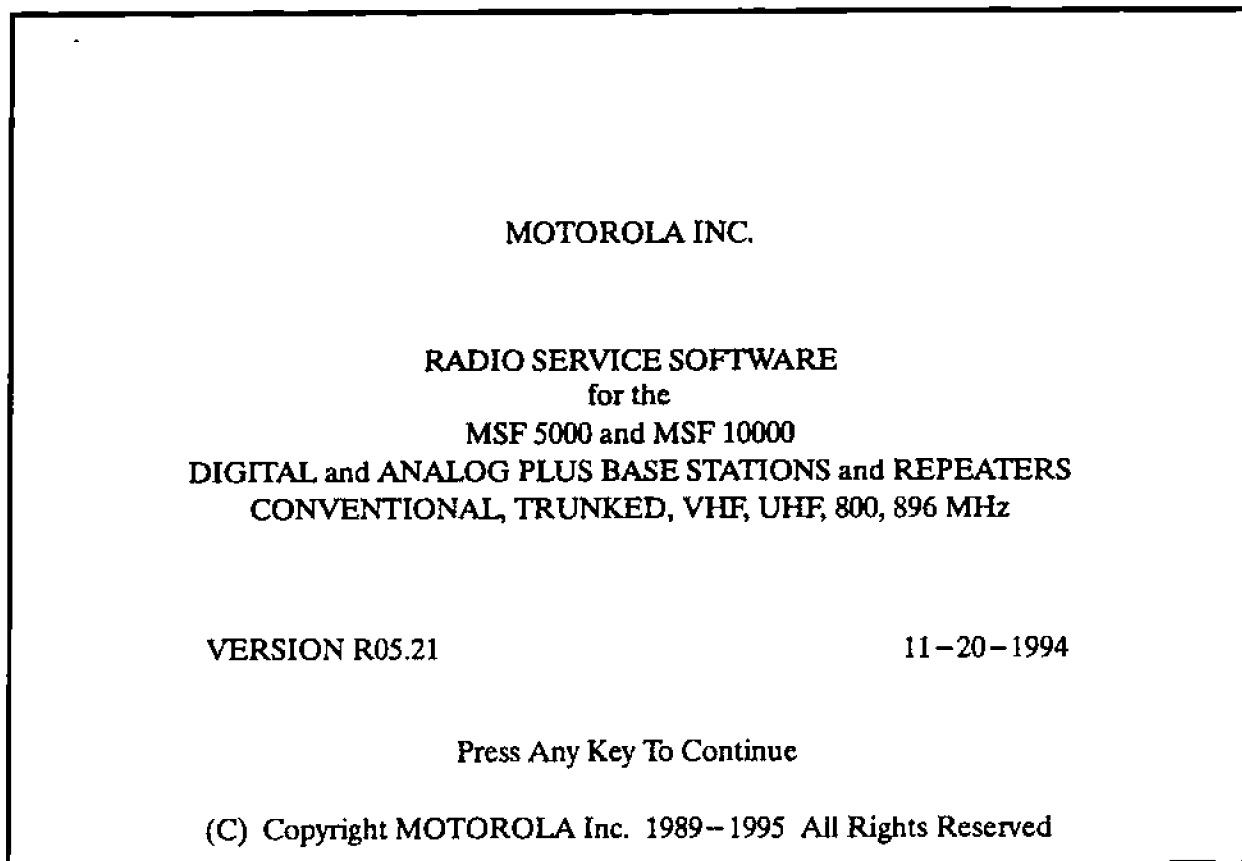 MOTOROLA INC.
RADIO SERVICE SOFTWARE
for the
MSF 5000 and MSF 10000
DIGITAL and ANALOG PLUS BASE STATIONS and REPEATERS
CONVENTIONAL, TRUNKED, VHF, UHF, 800, 896 MHz
VERSION R05.21 11-20-1994
Press Any Key To Continue
(C) Copyright MOTOROLA Inc. 1989-1995 All Rights Reserved